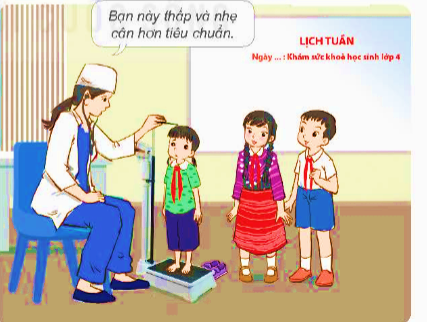 Bạn này thấp và nhẹ
cân hơn tiêu chuẩn.
LỊCH TUẦN
Ngày ... : Khám sức khoẻ học sinh lớp 4